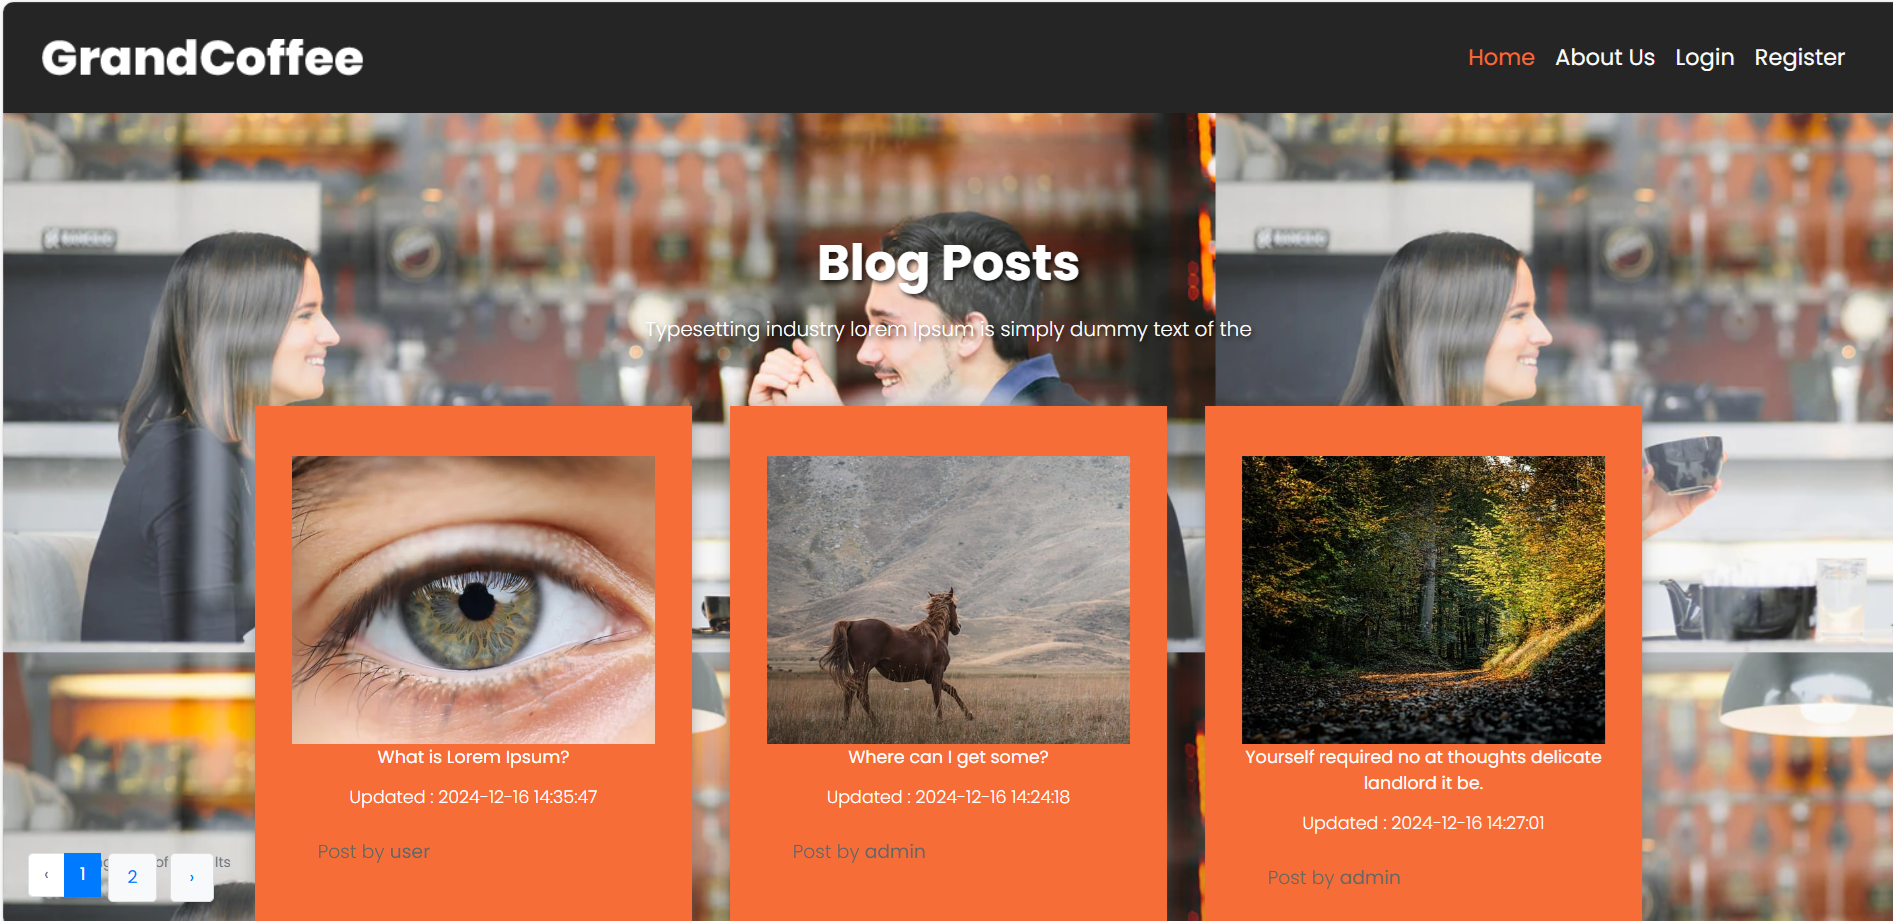 GrandCoffee
Home About Us Login Register
Blog Posts
Typesetting industry lorem Ipsum is simply dummy text of the
What is Lorem Ipsum?
Updated : 2024-12-16 14:35:47
Post by user
Where can I get some?
Updated : 2024-12-16 14:24:18
Post by admin
Yourself required no at thoughts delicate
landlord it be.
Updated : 2024-12-16 14:27:01
Post by admin
of
‹ 1 2 ›